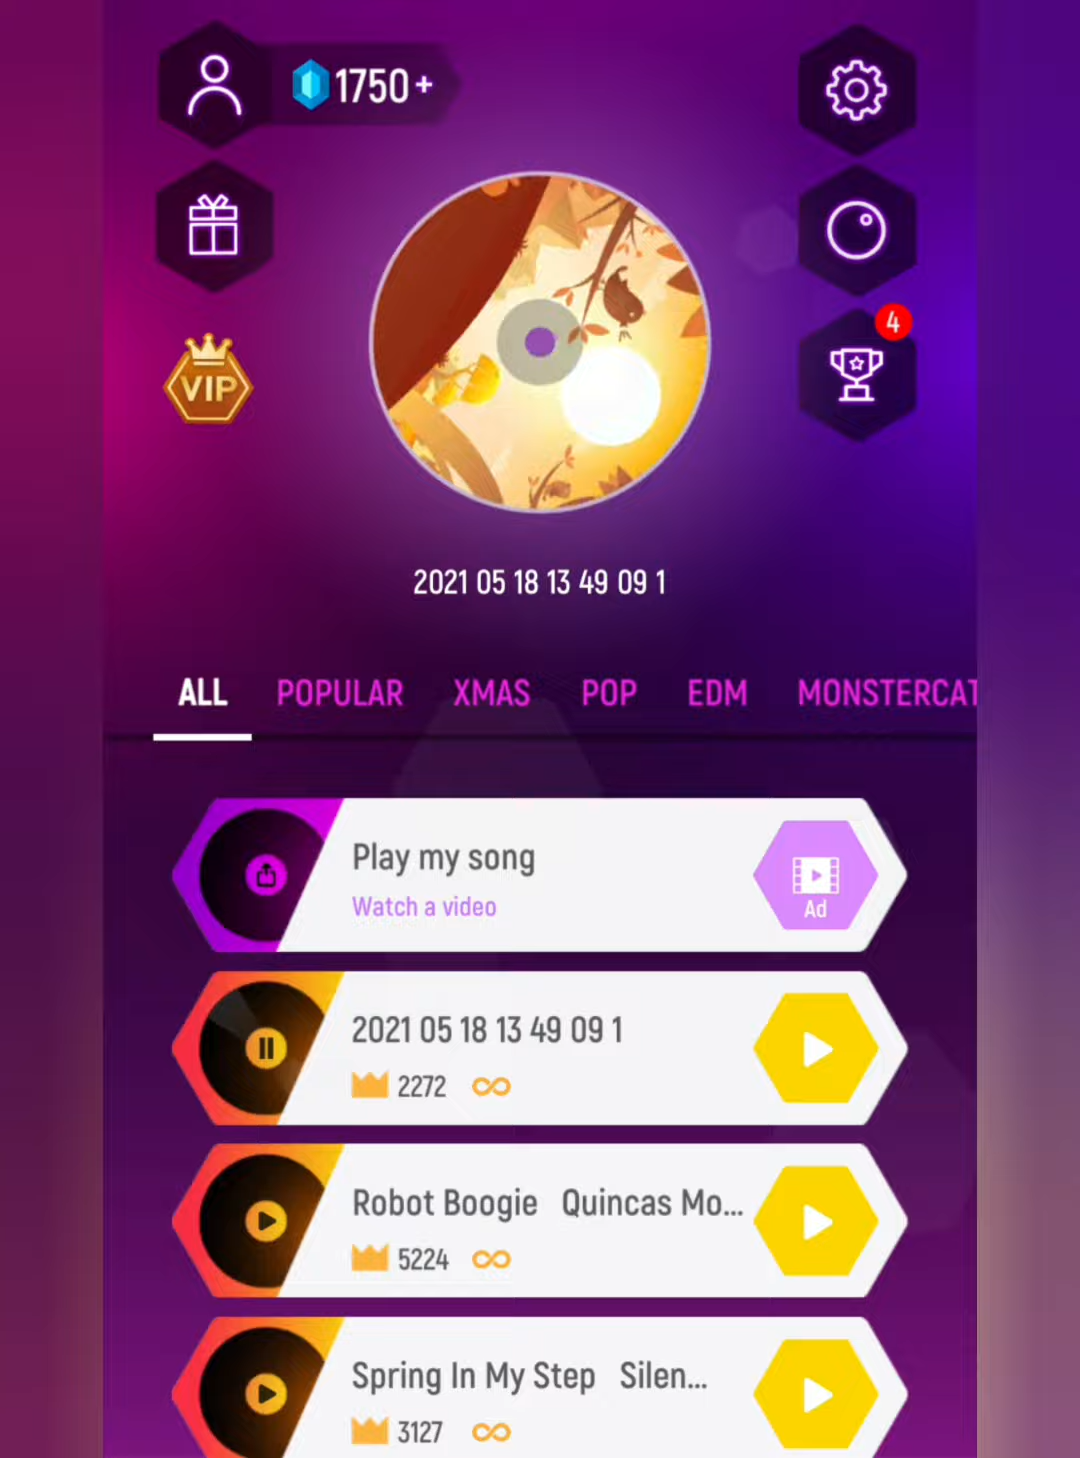 1750+
VIP
4
2021 05 18 13 49 09 1
ALL POPULAR XMAS POP EDM MONSTERCAT
Play my song
Watch a video
Ad
2021 05 18 13 49 09 1
2272
Robot Boogie Quincas Mo...
5224
Spring In My Step Silen...
3127